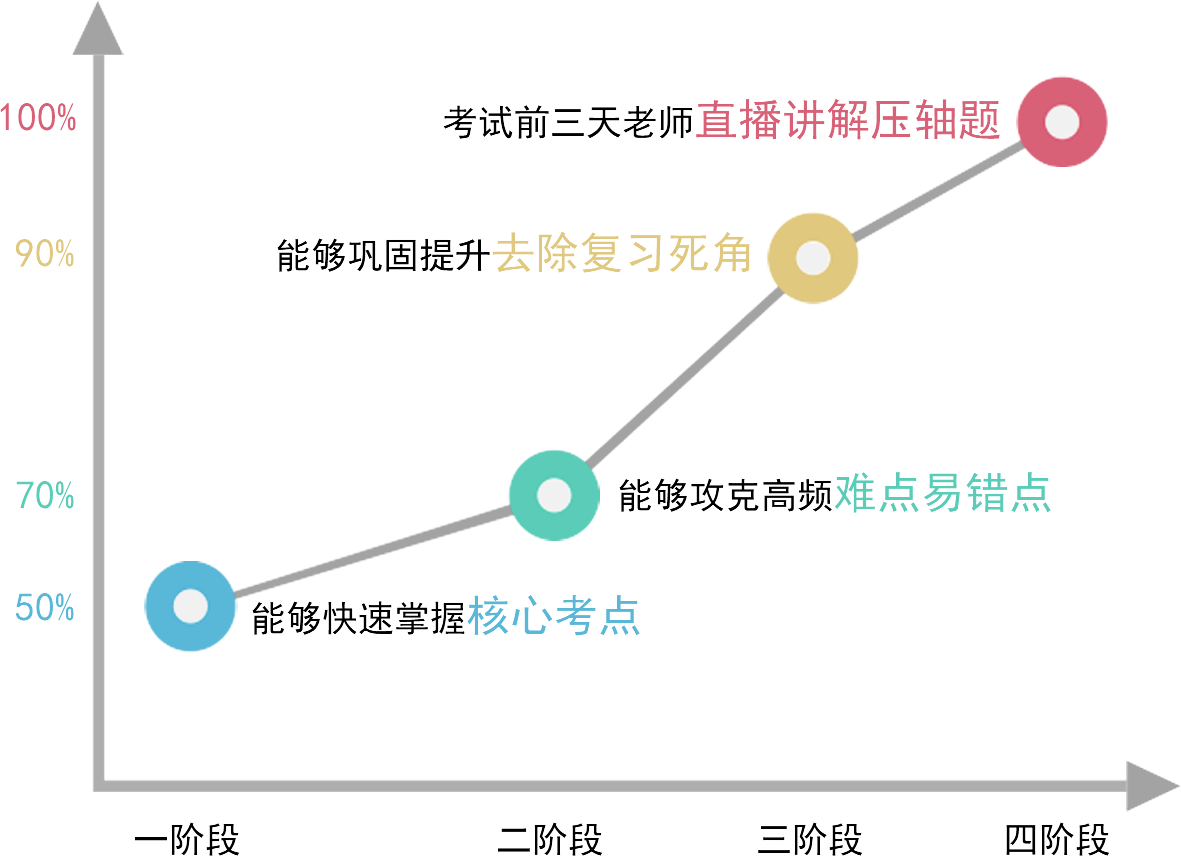 100%
考试前三天老师直播讲解压轴题
90%
能够巩固提升去除复习死角
70%
能够攻克高频难点易错点
50%
能够快速掌握核心考点
一阶段
二阶段
三阶段
四阶段